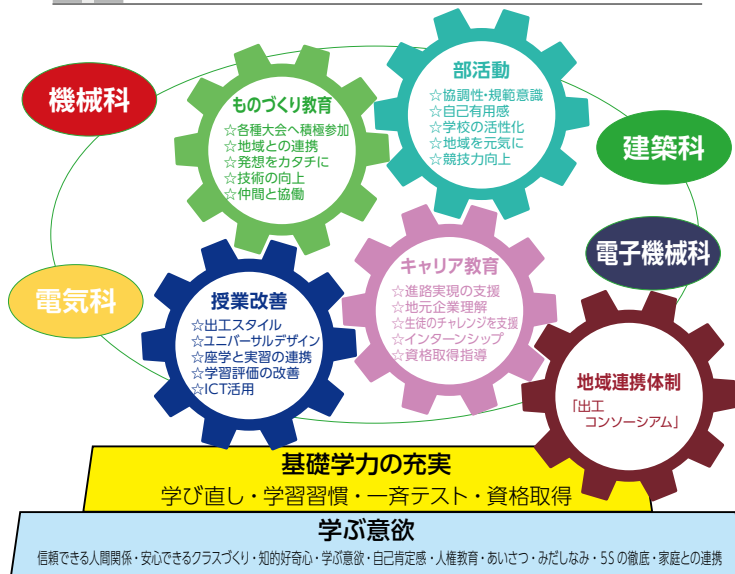 機械科
ものづくり教育
☆各種大会へ積極参加
☆地域との連携
☆発想をカタチに
☆技術の向上
☆仲間と協働
部活動
☆協調性・規範意識
☆自己有用感
☆学校の活性化
☆地域を元気に
☆競技力向上
建築科
電子機械科
電気科
授業改善
☆出工スタイル
☆ユニバーサルデザイン
☆座学と実習の連携
☆学習評価の改善
☆ICT活用
キャリア教育
☆進路実現の支援
☆地元企業理解
☆生徒のチャレンジを支援
☆インターンシップ
☆資格取得指導
地域連携体制
「出工
コンソーシアム」
基礎学力の充実
学び直し・学習習慣・一斉テスト・資格取得
学ぶ意欲
信頼できる人間関係・安心できるクラスづくり・知的好奇心・学ぶ意欲・自己肯定感・人権教育・あいさつ・みだしなみ・5Sの徹底・家庭との連携